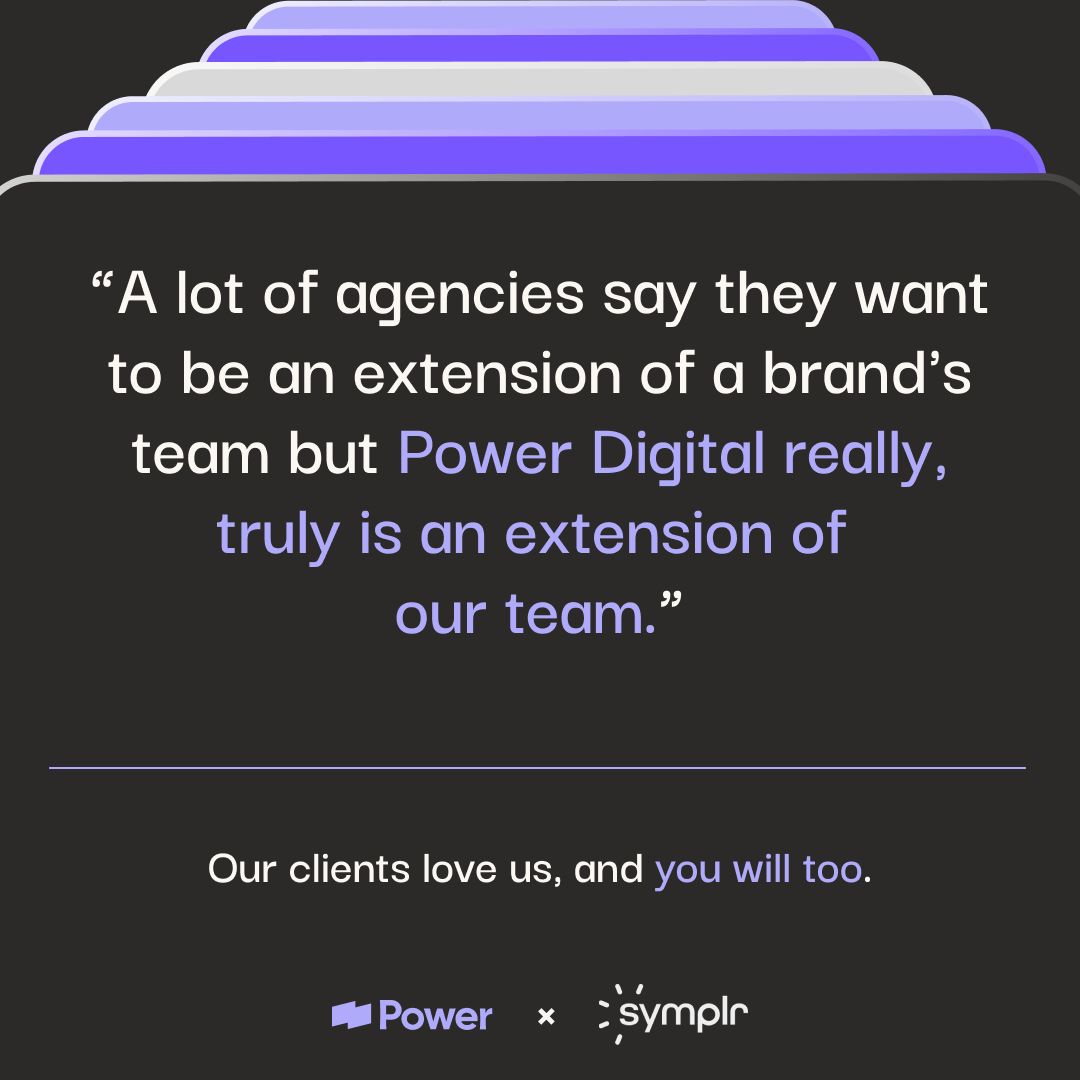 “A lot of agencies say they want
to be an extension of a brand’s
team but Power Digital really,
truly is an extension of
our team.”
Our clients love us, and you will too.
Power × symplr